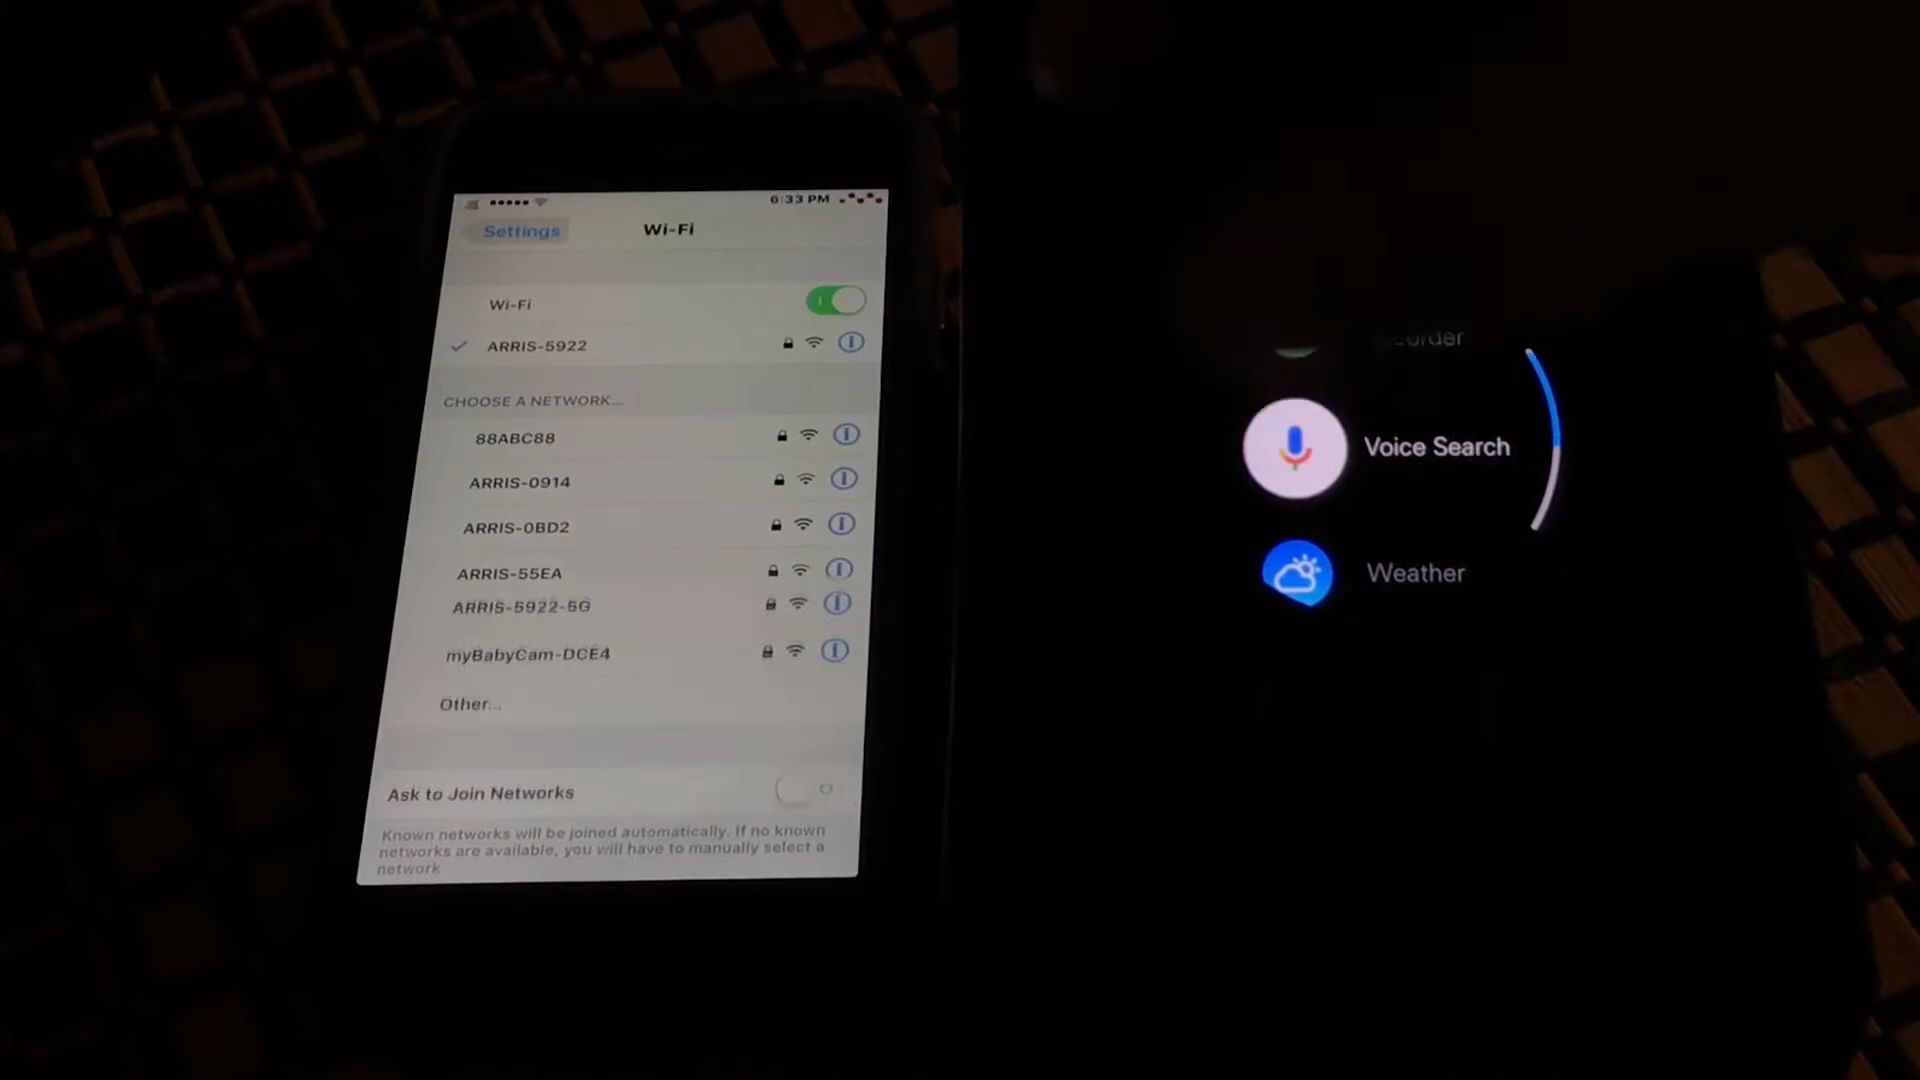 6:33 PM
Settings
Wi-Fi
Wi-Fi
ARRIS-5922
CHOOSE A NETWORK...
88ABC88
ARRIS-0914
ARRIS-0BD2
ARRIS-55EA
ARRIS-5922-5G
myBabyCam-DCE4
Other...
Ask to Join Networks
Known networks will be joined automatically. If no known
networks are available, you will have to manually select a
network
Voice Search
Weather